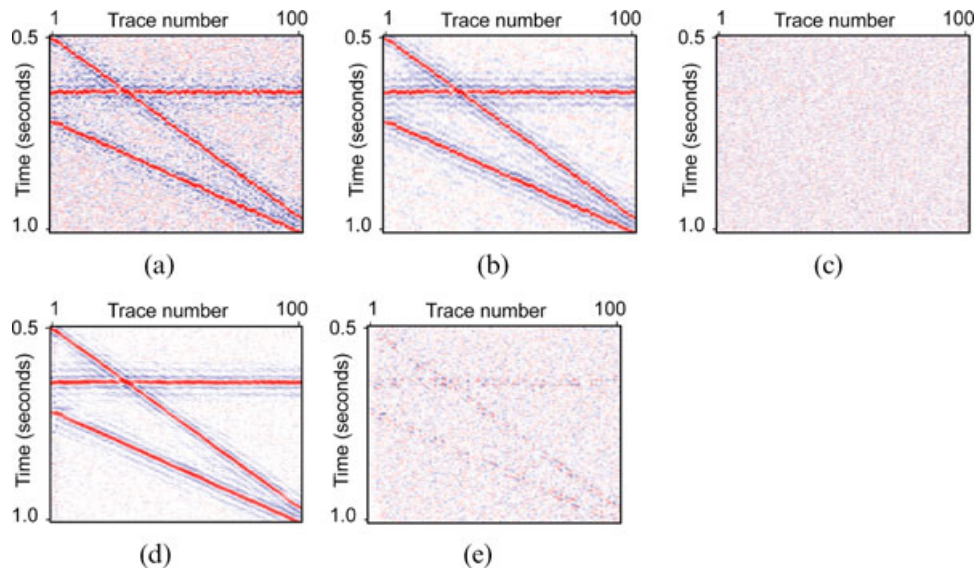 1 100 1 100 1 100
Trace number Trace number Trace number
0.5 0.5 0.5
Time (seconds) Time (seconds) Time (seconds)
1.0 1.0 1.0
(a) (b) (c)
1 100 1 100
Trace number Trace number
0.5 0.5
Time (seconds) Time (seconds)
1.0 1.0
(d) (e)